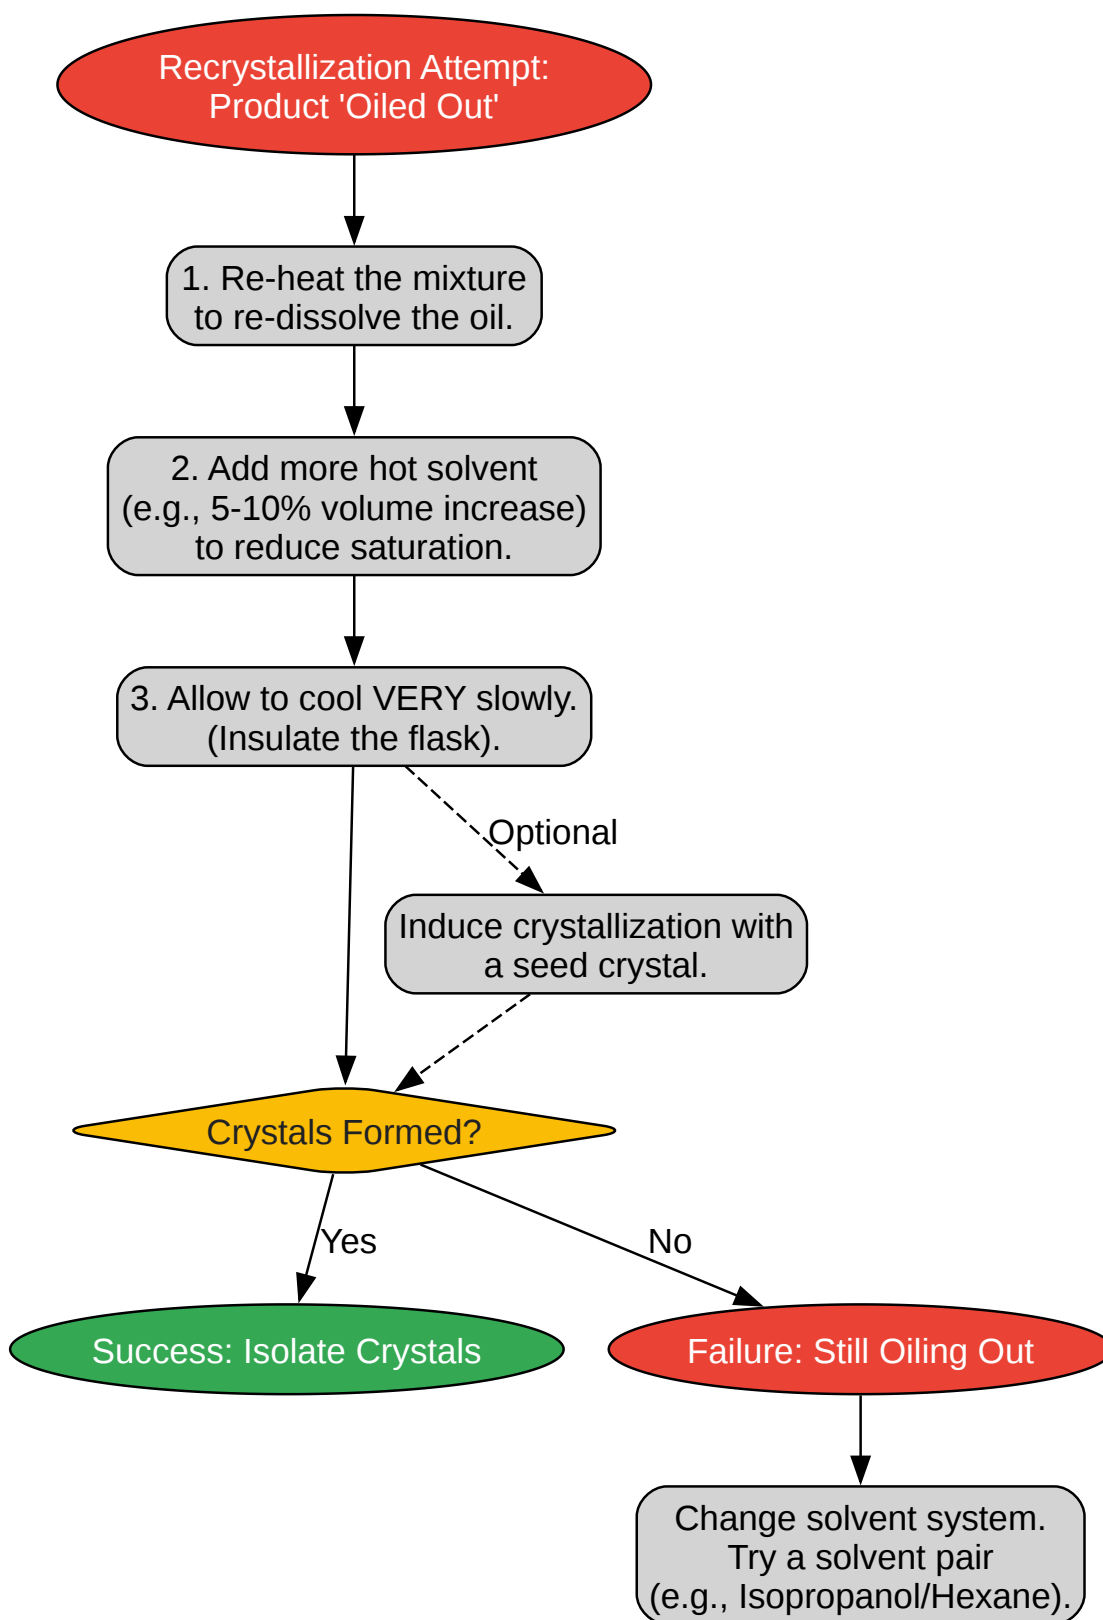 Recrystallization Attempt:
Product 'Oiled Out'
1. Re-heat the mixture
to re-dissolve the oil.
2. Add more hot solvent
(e.g., 5-10% volume increase)
to reduce saturation.
3. Allow to cool VERY slowly.
(Insulate the flask).
Optional
Induce crystallization with
a seed crystal.
Crystals Formed?
Yes
No
Success: Isolate Crystals
Failure: Still Oiling Out
Change solvent system.
Try a solvent pair
(e.g., Isopropanol/Hexane).